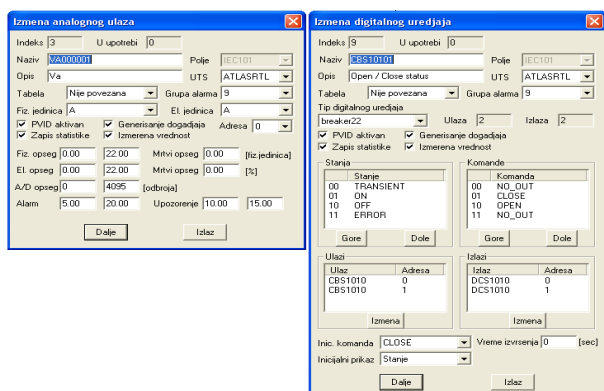 Izmena analognog ulaza
Indeks 3 U upotrebi 0
Naziv VA000001 Polje IEC101
Opis Va UTS ATLASRTL
Tabela Nije povezana Grupa alarma 9
Fiz. jedinica A El. jedinica A
PVID aktivan Generisanje dogadjaja Adresa 0
Zapis statistike Izmerena vrednost
Fiz. opseg 0.00 22.00 Mrtvi opseg 0.00 [fiz.jedinica]
El. opseg 0.00 22.00 Mrtvi opseg 0.00 [%]
A/D opseg 0 4095 [odbroja]
Alarm 5.00 20.00 Upozorenje 10.00 15.00
Dalje Izlaz
Izmena digitalnog uredjaja
Indeks 9 U upotrebi 0
Naziv CBS10101 Polje IEC101
Opis Open / Close status UTS ATLASRTL
Tabela Nije povezana Grupa alarma 9
Tip digitalnog uredjaja
breaker22 Ulaza 2 Izlaza 2
PVID aktivan Generisanje dogadjaja
Zapis statistike Izmerena vrednost
Stanja
Stanje
00 TRANSIENT
01 ON
10 OFF
11 ERROR
Gore Dole
Komande
Komanda
00 NO_OUT
01 CLOSE
10 OPEN
11 NO_OUT
Gore Dole
Ulazi
Ulaz Adresa
CBS1010 0
CBS1010 1
Izmena
Izlazi
Izlaz Adresa
DCS1010 0
DCS1010 1
Izmena
Inic. komanda CLOSE Vreme izvrsenja 0 [sec]
Inicijalni prikaz Stanje
Dalje Izlaz